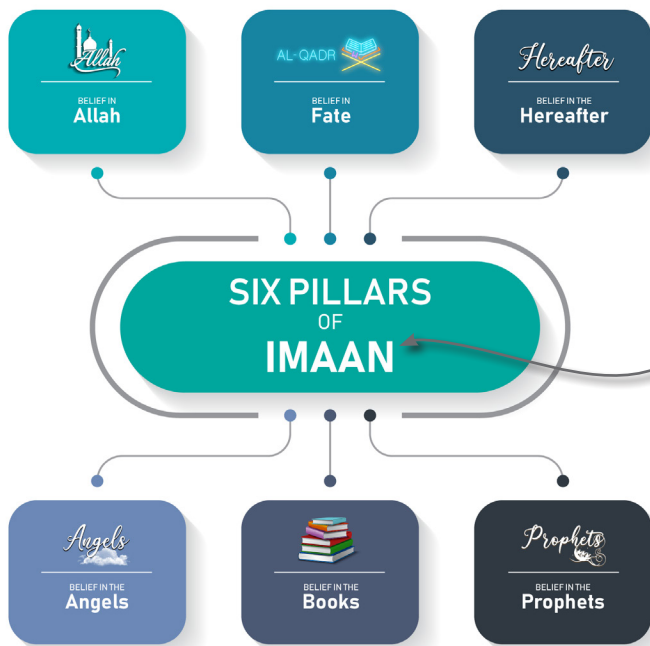 Allah
BELIEF IN
Allah
AL-QADR
BELIEF IN
Fate
Hereafter
BELIEF IN THE
Hereafter
SIX PILLARS
OF
IMAAN
Angels
BELIEF IN THE
Angels
BELIEF IN THE
Books
Prophets
BELIEF IN THE
Prophets